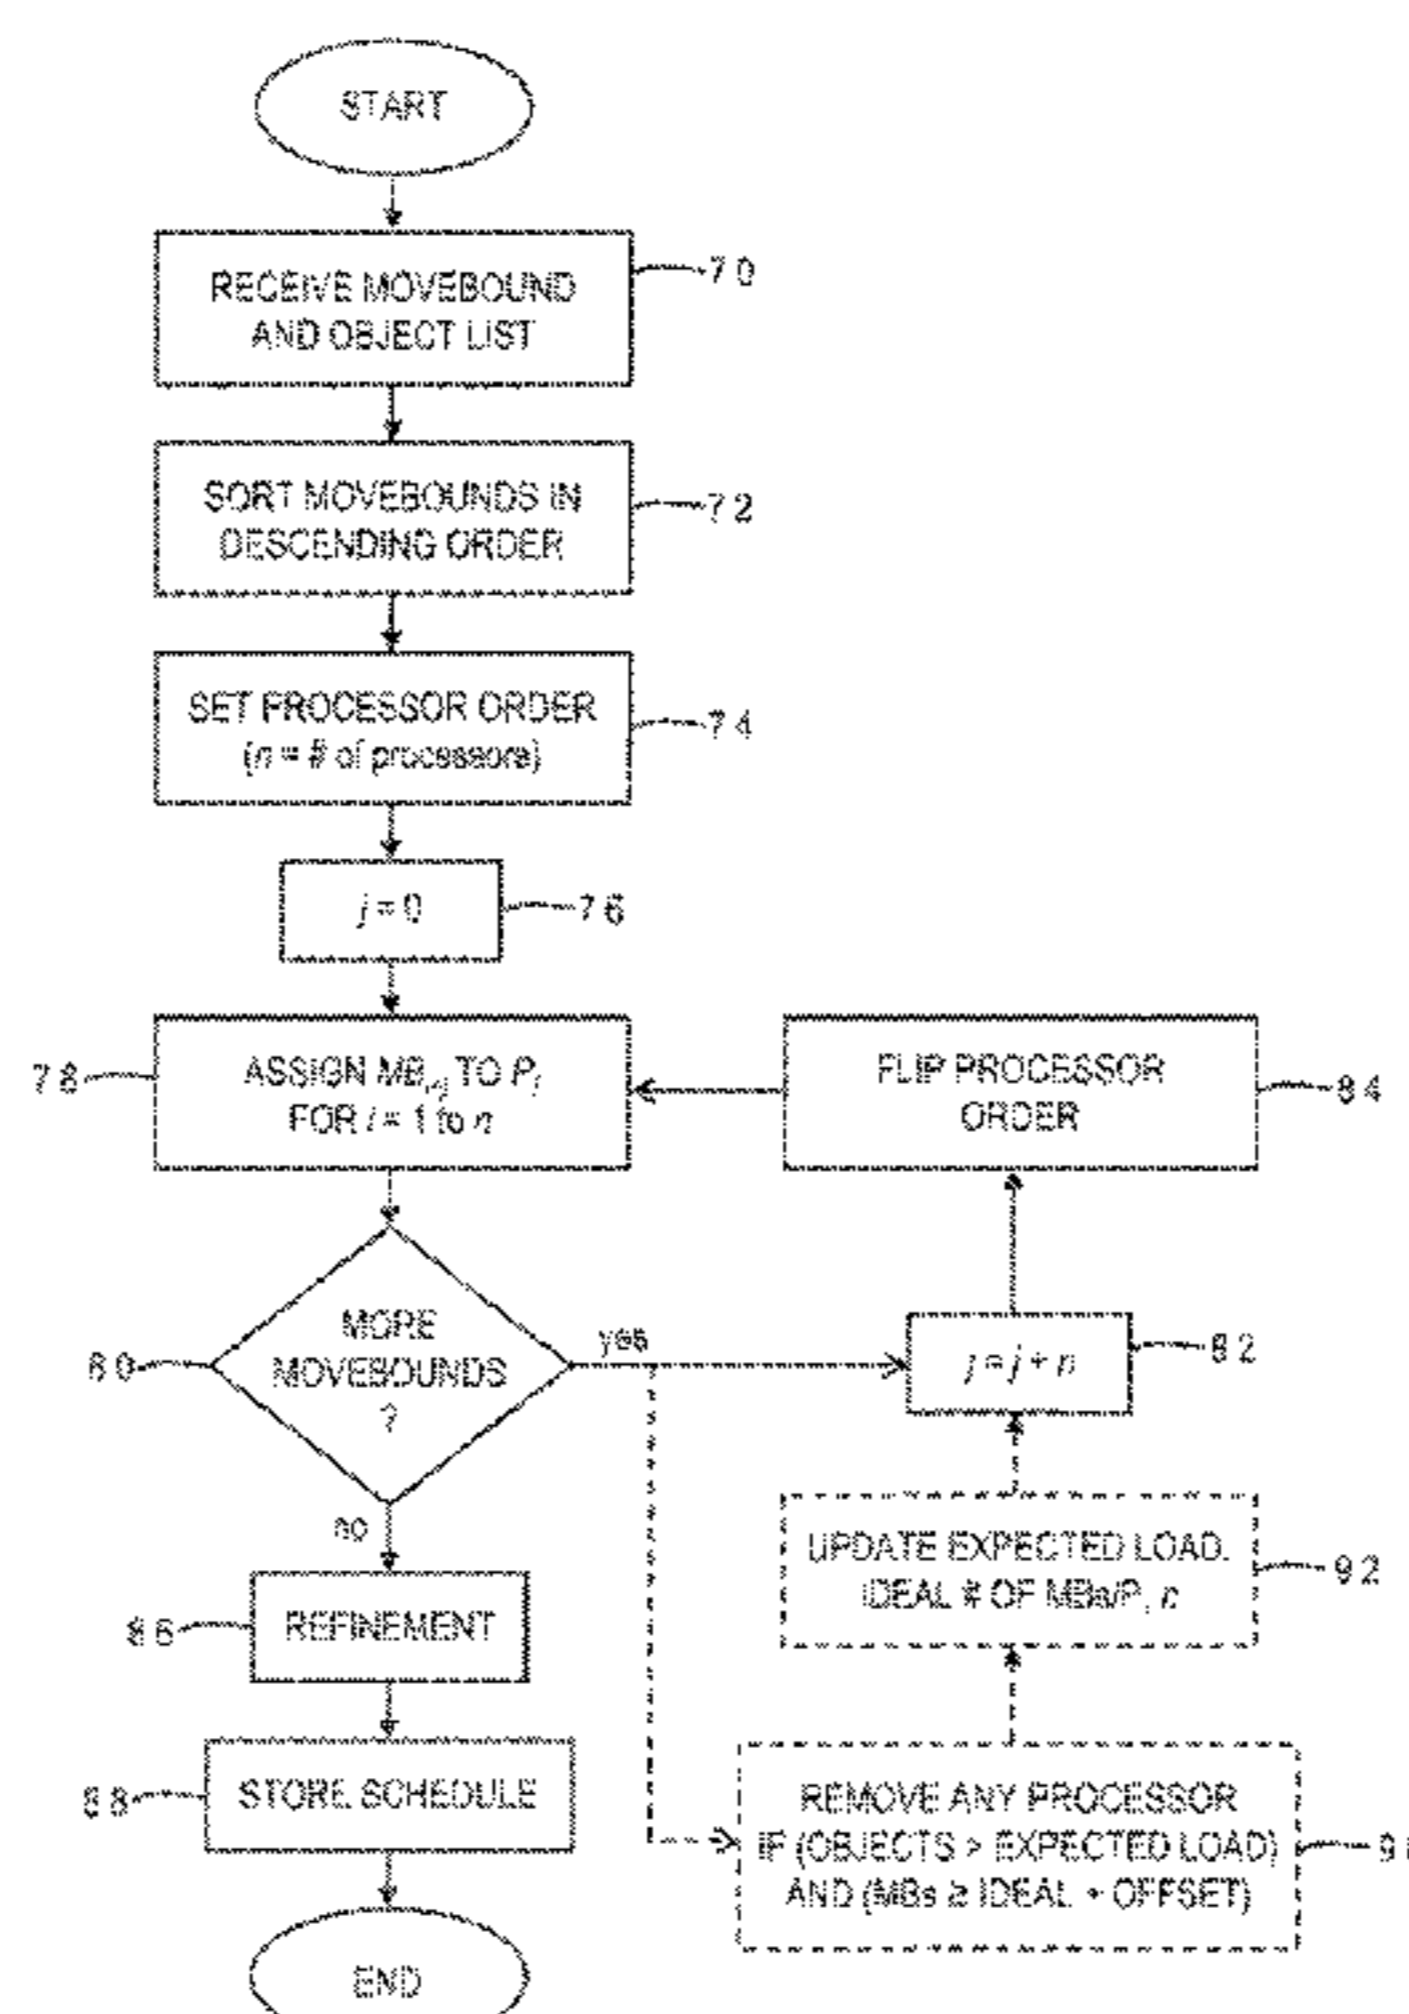 START
RECEIVE MOVEBOUND
AND OBJECT LIST
70
SORT MOVEBOUNDS IN
DESCENDING ORDER
72
SET PROCESSOR ORDER
(n = # of processors)
74
j = 0
76
78
ASSIGN MBi+j TO Pi
FOR i = 1 to n
FLIP PROCESSOR
ORDER
84
80
MORE
MOVEBOUNDS
?
yes
j = j + n
82
no
UPDATE EXPECTED LOAD,
IDEAL # OF MBs/P, n
92
86
REFINEMENT
88
STORE SCHEDULE
REMOVE ANY PROCESSOR
IF (OBJECTS > EXPECTED LOAD)
AND (MBs ≥ IDEAL + OFFSET)
END